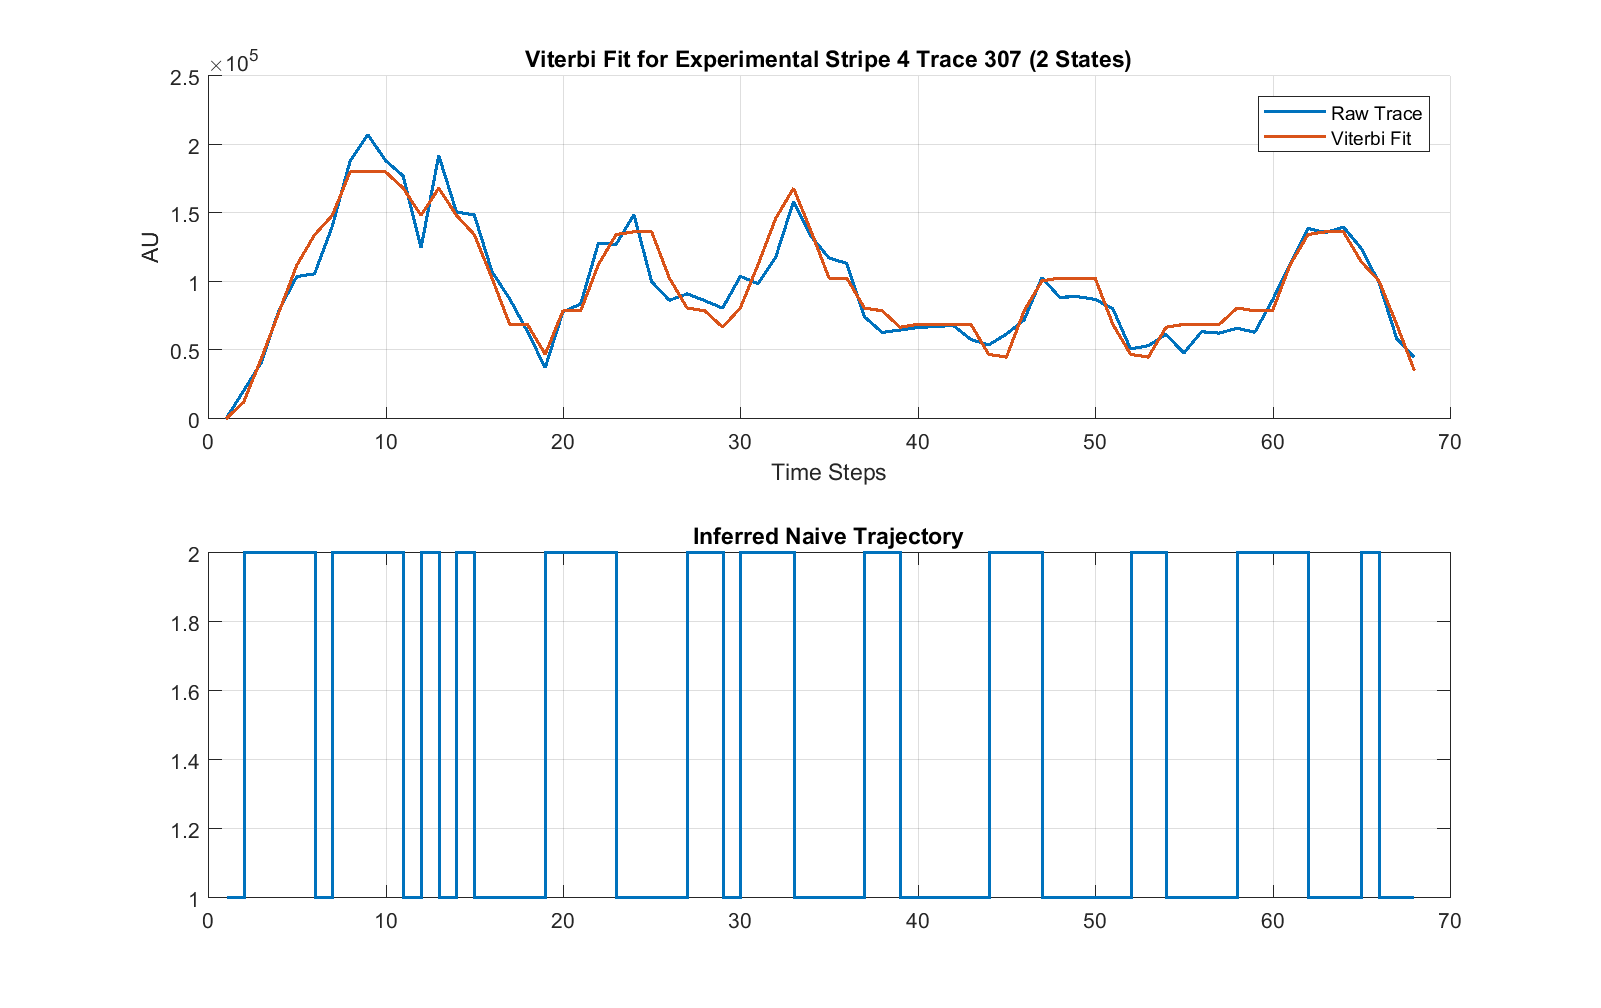 Viterbi Fit for Experimental Stripe 4 Trace 307 (2 States)
×10^5
2.5
2
1.5
1
0.5
0
AU
Raw Trace
Viterbi Fit
0 10 20 30 40 50 60 70
Time Steps
Inferred Naive Trajectory
2
1.8
1.6
1.4
1.2
1
0 10 20 30 40 50 60 70